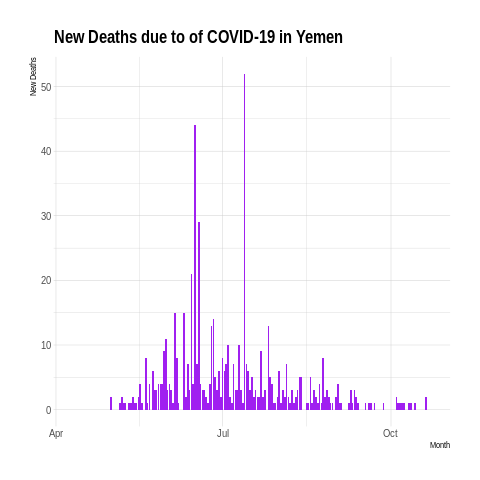 New Deaths due to of COVID-19 in Yemen
New Deaths
50
40
30
20
10
0
Apr
Jul
Oct
Month